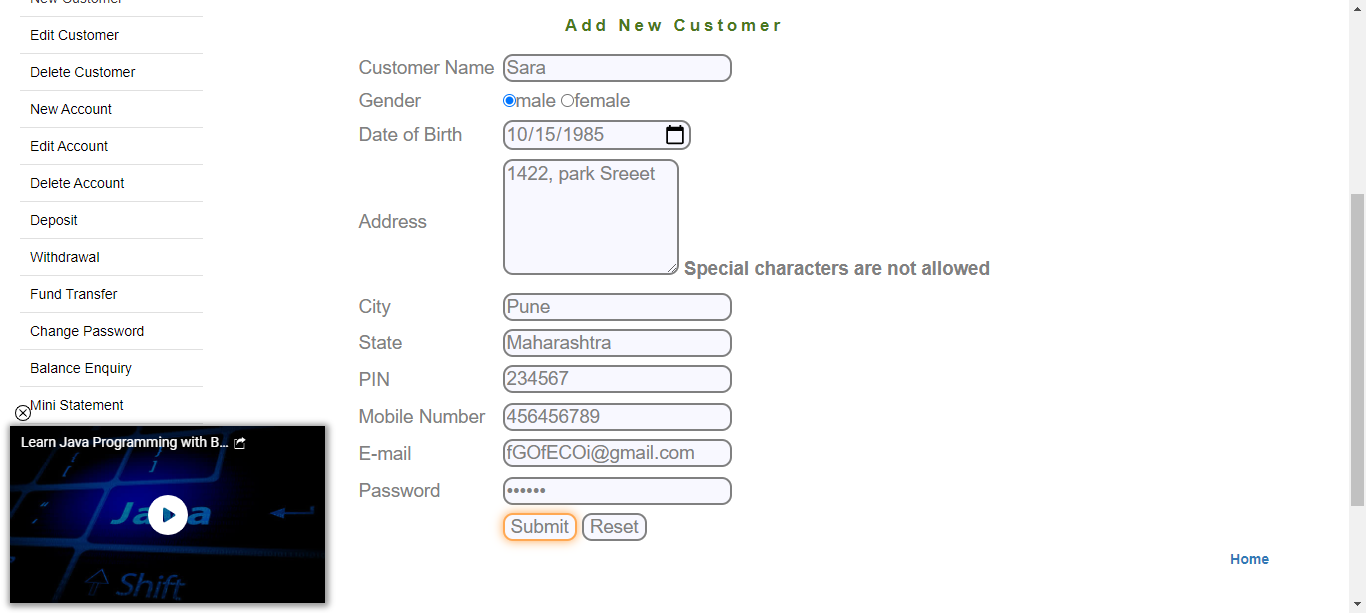 New Customer
Edit Customer
Delete Customer
New Account
Edit Account
Delete Account
Deposit
Withdrawal
Fund Transfer
Change Password
Balance Enquiry
Mini Statement
Learn Java Programming with B...
Java
Shift
Add New Customer
Customer Name Sara
Gender male female
Date of Birth 10/15/1985
Address 1422, park Sreeet
Special characters are not allowed
City Pune
State Maharashtra
PIN 234567
Mobile Number 456456789
E-mail fGOfECOi@gmail.com
Password ••••••
Submit Reset
Home